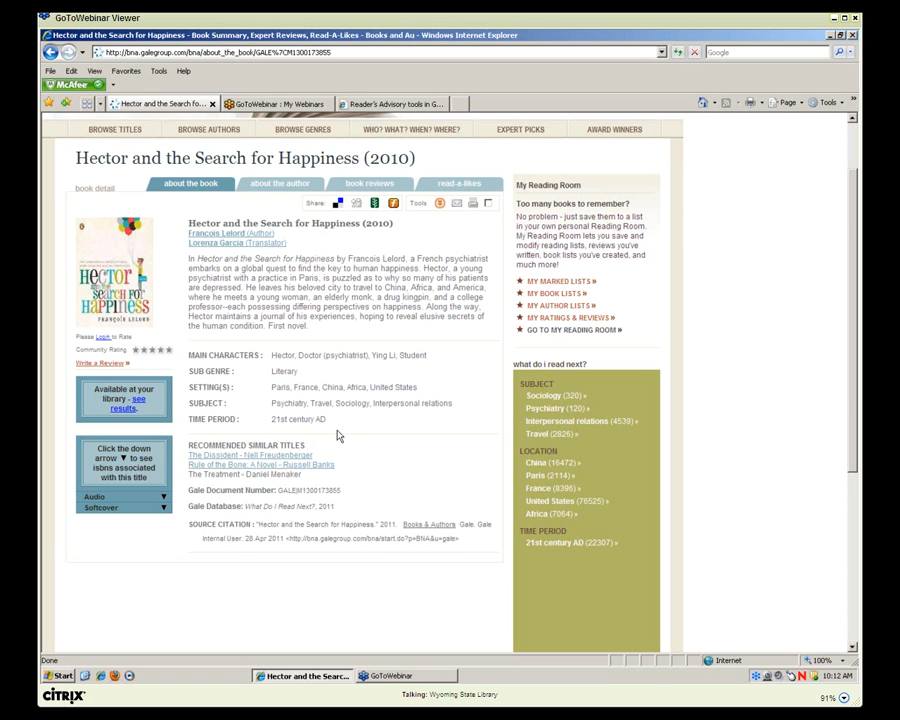 GoToWebinar Viewer
Hector and the Search for Happiness - Book Summary, Expert Reviews, Read-A-Likes - Books and Au - Windows Internet Explorer
http://bna.galegroup.com/bna/about_the_book/GALE%7CM1300173855
Google
File Edit View Favorites Tools Help
McAfee
Hector and the Search fo... GoToWebinar : My Webinars Reader's Advisory tools in G... Page Tools
BROWSE TITLES BROWSE AUTHORS BROWSE GENRES WHO? WHAT? WHEN? WHERE? EXPERT PICKS AWARD WINNERS
Hector and the Search for Happiness (2010)
book detail about the book about the author book reviews read-a-likes
Share: Tools:
Hector and the Search for Happiness (2010)
Francois Lelord (Author)
Lorenza Garcia (Translator)
In Hector and the Search for Happiness by Francois Lelord, a French psychiatrist
embarks on a global quest to find the key to human happiness. Hector, a young
psychiatrist with a practice in Paris, is puzzled as to why so many of his patients
are depressed. He leaves his beloved city to travel to China, Africa, and America,
where he meets a young woman, an elderly monk, a drug kingpin, and a college
professor--each possessing differing perspectives on happiness. Along the way,
Hector maintains a journal of his experiences, hoping to reveal elusive secrets of
the human condition. First novel.
HECTOR
AND THE
SEARCH FOR
HAPPINESS
FRANÇOIS LELORD
Please Login to Rate
Community Rating
Write a Review »
Available at your
library - see
results.
Click the down
arrow ▼ to see
isbns associated
with this title
Audio ▼
Softcover ▼
MAIN CHARACTERS : Hector, Doctor (psychiatrist), Ying Li, Student
SUB GENRE : Literary
SETTING(S) : Paris, France, China, Africa, United States
SUBJECT : Psychiatry, Travel, Sociology, Interpersonal relations
TIME PERIOD : 21st century AD
RECOMMENDED SIMILAR TITLES
The Dissident - Nell Freudenberger
Rule of the Bone: A Novel - Russell Banks
The Treatment - Daniel Menaker
Gale Document Number: GALE|M1300173855
Gale Database: What Do I Read Next?, 2011
SOURCE CITATION : "Hector and the Search for Happiness." 2011. Books & Authors. Gale. Gale
Internal User. 28 Apr 2011 <http://bna.galegroup.com/bna/start.do?p=BNA&u=gale>
My Reading Room
Too many books to remember?
No problem - just save them to a list
in your own personal Reading Room.
My Reading Room lets you save and
modify reading lists, reviews you've
written, book lists you've created, and
much more!
MY MARKED LISTS »
MY BOOK LISTS »
MY AUTHOR LISTS »
MY RATINGS & REVIEWS »
GO TO MY READING ROOM »
what do i read next?
SUBJECT
Sociology (320) »
Psychiatry (120) »
Interpersonal relations (4539) »
Travel (2826) »
LOCATION
China (16472) »
Paris (2114) »
France (8396) »
United States (76525) »
Africa (7064) »
TIME PERIOD
21st century AD (22307) »
Done Internet 100%
Start Hector and the Searc... GoToWebinar 10:12 AM
CITRIX Talking: Wyoming State Library 91%